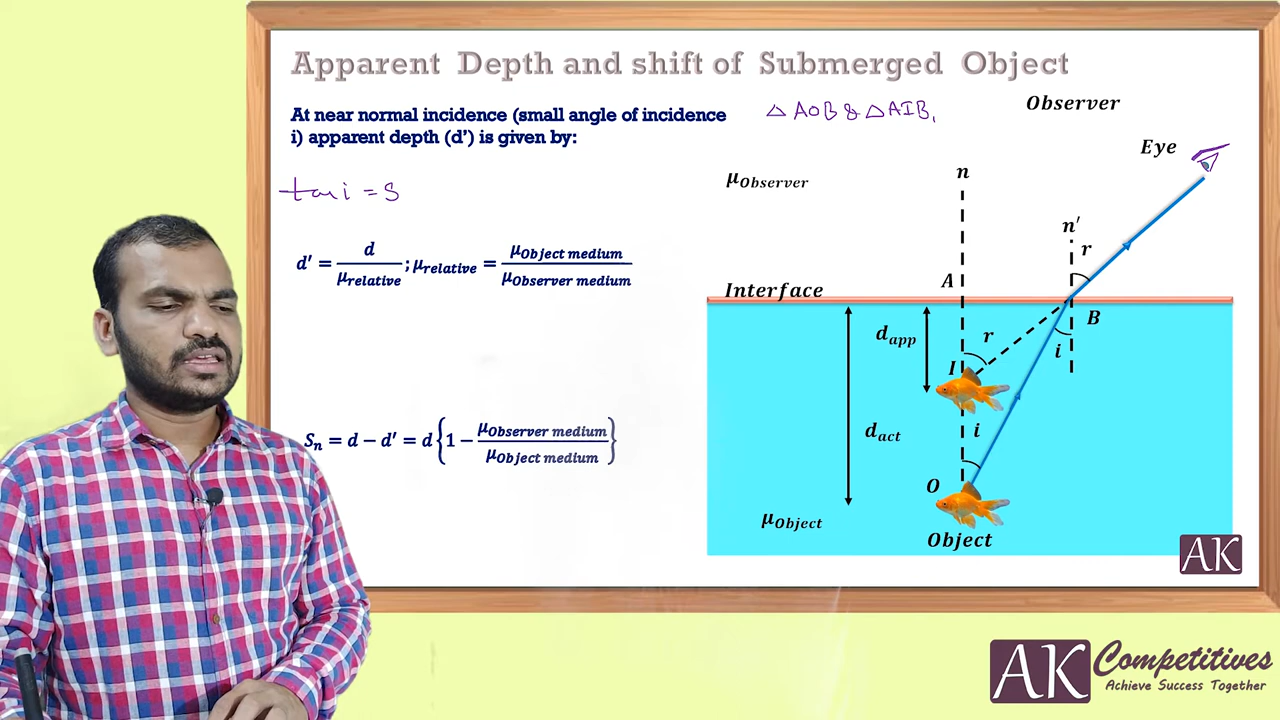 Apparent Depth and shift of Submerged Object
At near normal incidence (small angle of incidence
i) apparent depth (d’) is given by:
△ AOB & △ AIB,
tan i = S
d′ = d/μrelative ; μrelative = μObject medium/μObserver medium
Sn = d − d′ = d{1 − μObserver medium/μObject medium}
Observer
Eye
μObserver
n
n′
r
A
Interface
B
dapp
r
I
i
dact
i
O
μObject
Object
AK
AK Competitives
Achieve Success Together